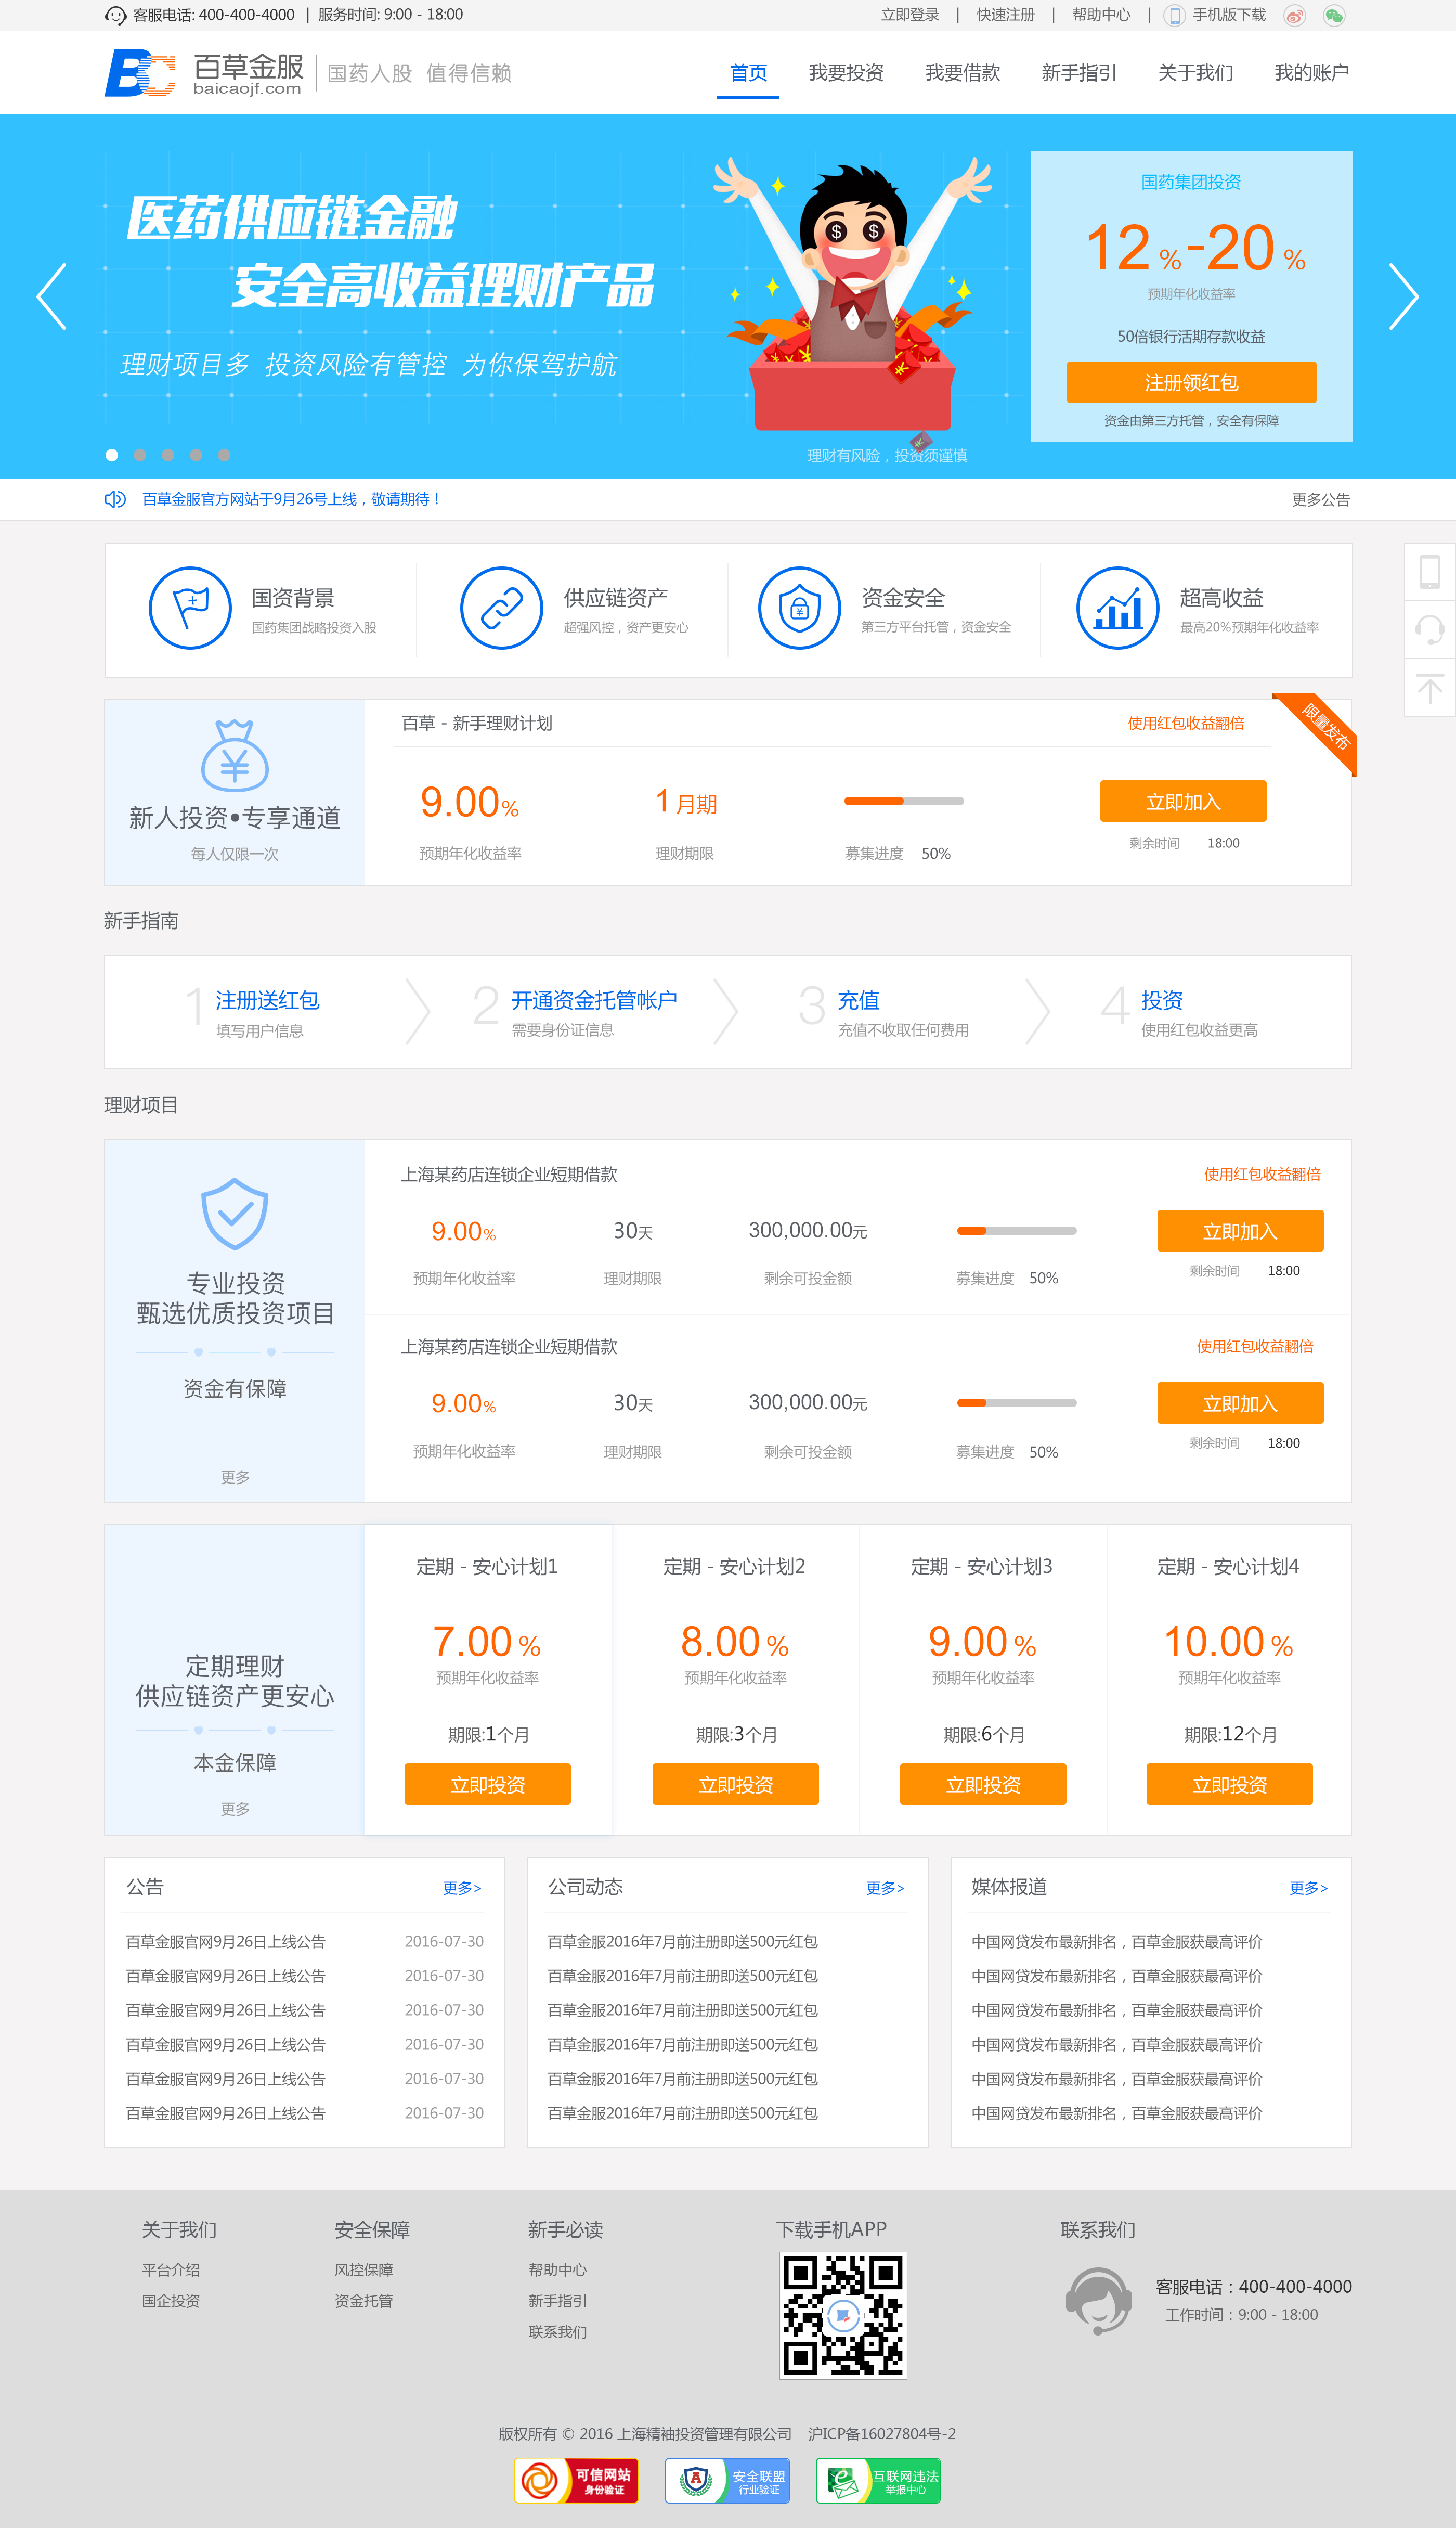 客服电话: 400-400-4000 | 服务时间: 9:00 - 18:00
立即登录 | 快速注册 | 帮助中心 | 手机版下载
BC 百草金服 baicaojf.com 国药入股 值得信赖
首页 我要投资 我要借款 新手指引 关于我们 我的账户
医药供应链金融
安全高收益理财产品
理财项目多 投资风险有管控 为你保驾护航
理财有风险，投资须谨慎
国药集团投资
12%-20%
预期年化收益率
50倍银行活期存款收益
注册领红包
资金由第三方托管，安全有保障
百草金服官方网站于9月26号上线，敬请期待！
更多公告
国资背景
国药集团战略投资入股
供应链资产
超强风控，资产更安心
资金安全
第三方平台托管，资金安全
超高收益
最高20%预期年化收益率
新人投资•专享通道
每人仅限一次
百草 - 新手理财计划
使用红包收益翻倍
限量发布
9.00% 1 月期
立即加入
预期年化收益率 理财期限 募集进度 50%
剩余时间 18:00
新手指南
1 注册送红包
填写用户信息
2 开通资金托管帐户
需要身份证信息
3 充值
充值不收取任何费用
4 投资
使用红包收益更高
理财项目
专业投资
甄选优质投资项目
资金有保障
更多
上海某药店连锁企业短期借款
使用红包收益翻倍
9.00% 30天 300,000.00元
立即加入
预期年化收益率 理财期限 剩余可投金额 募集进度 50%
剩余时间 18:00
上海某药店连锁企业短期借款
使用红包收益翻倍
9.00% 30天 300,000.00元
立即加入
预期年化收益率 理财期限 剩余可投金额 募集进度 50%
剩余时间 18:00
定期理财
供应链资产更安心
本金保障
更多
定期 - 安心计划1
7.00 %
预期年化收益率
期限:1个月
立即投资
定期 - 安心计划2
8.00 %
预期年化收益率
期限:3个月
立即投资
定期 - 安心计划3
9.00 %
预期年化收益率
期限:6个月
立即投资
定期 - 安心计划4
10.00 %
预期年化收益率
期限:12个月
立即投资
公告 更多>
百草金服官网9月26日上线公告 2016-07-30
百草金服官网9月26日上线公告 2016-07-30
百草金服官网9月26日上线公告 2016-07-30
百草金服官网9月26日上线公告 2016-07-30
百草金服官网9月26日上线公告 2016-07-30
百草金服官网9月26日上线公告 2016-07-30
公司动态 更多>
百草金服2016年7月前注册即送500元红包
百草金服2016年7月前注册即送500元红包
百草金服2016年7月前注册即送500元红包
百草金服2016年7月前注册即送500元红包
百草金服2016年7月前注册即送500元红包
百草金服2016年7月前注册即送500元红包
媒体报道 更多>
中国网贷发布最新排名，百草金服获最高评价
中国网贷发布最新排名，百草金服获最高评价
中国网贷发布最新排名，百草金服获最高评价
中国网贷发布最新排名，百草金服获最高评价
中国网贷发布最新排名，百草金服获最高评价
中国网贷发布最新排名，百草金服获最高评价
关于我们
平台介绍
国企投资
安全保障
风控保障
资金托管
新手必读
帮助中心
新手指引
联系我们
下载手机APP
联系我们
客服电话：400-400-4000
工作时间：9:00 - 18:00
版权所有 © 2016 上海精袖投资管理有限公司 沪ICP备16027804号-2
可信网站
身份验证
安全联盟
行业验证
互联网违法
举报中心